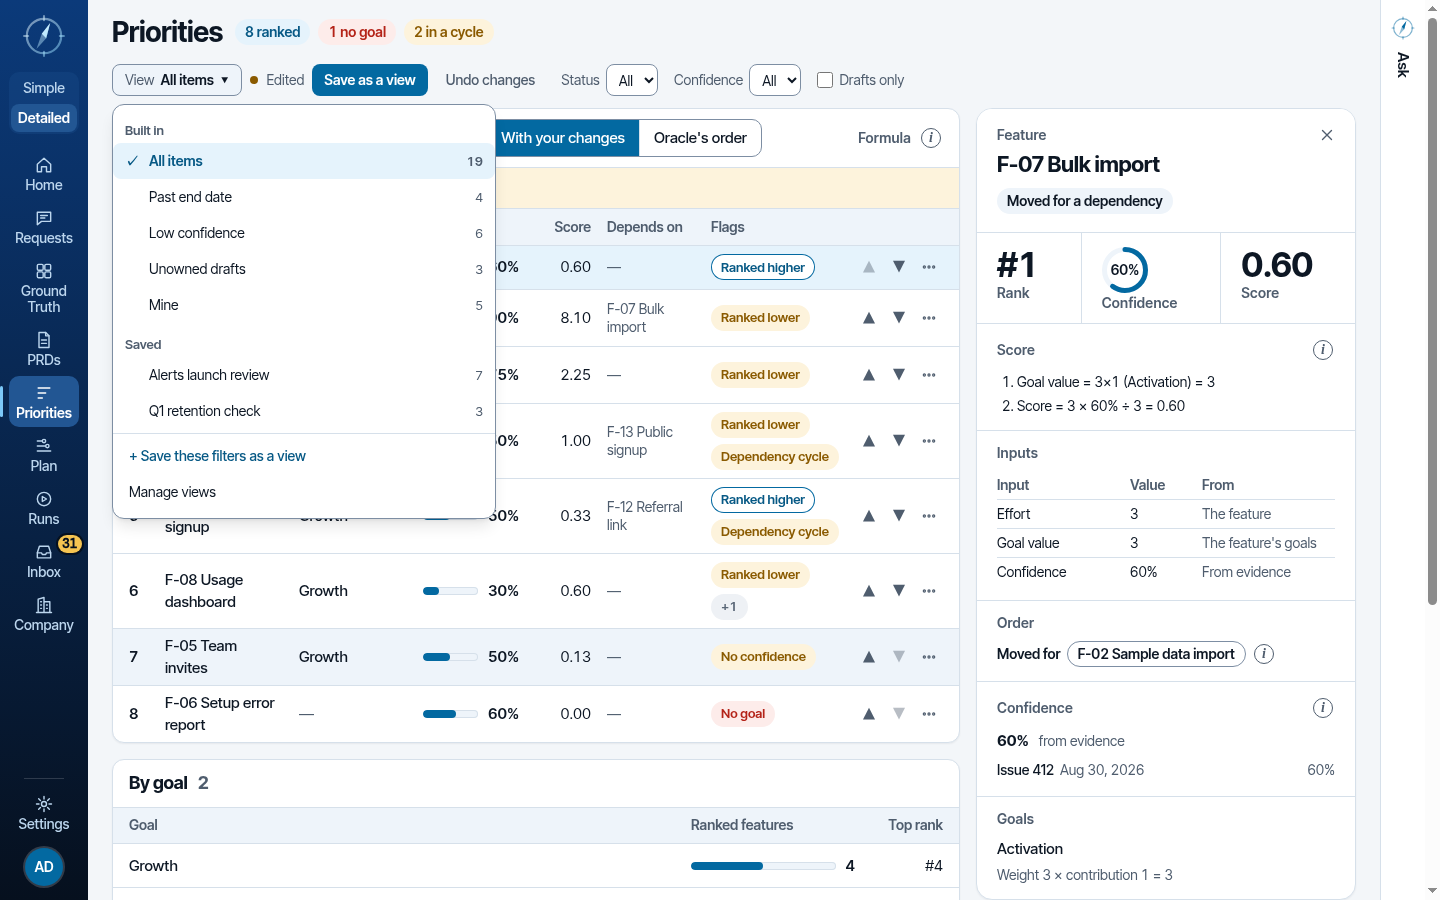 Priorities
8 ranked
1 no goal
2 in a cycle
Simple
Detailed
Home
Requests
Ground
Truth
PRDs
Priorities
Plan
Runs
31
Inbox
Company
Settings
AD
View All items ▼
Edited
Save as a view
Undo changes
Status
All
Confidence
All
Drafts only
Built in
✓ All items 19
Past end date 4
Low confidence 6
Unowned drafts 3
Mine 5
Saved
Alerts launch review 7
Q1 retention check 3
+ Save these filters as a view
Manage views
With your changes
Oracle's order
Formula i
Score Depends on Flags
0% 0.60 — Ranked higher ▲ ▼ •••
0% 8.10 F-07 Bulk
import
Ranked lower ▲ ▼ •••
5% 2.25 — Ranked lower ▲ ▼ •••
0% 1.00 F-13 Public
signup
Ranked lower
Dependency cycle
▲ ▼ •••
signup
0% 0.33 F-12 Referral
link
Ranked higher
Dependency cycle
▲ ▼ •••
6 F-08 Usage
dashboard
Growth 30% 0.60 — Ranked lower
+1
▲ ▼ •••
7 F-05 Team
invites
Growth 50% 0.13 — No confidence ▲ ▼ •••
8 F-06 Setup error
report
— 60% 0.00 — No goal ▲ ▼ •••
By goal 2
Goal Ranked features Top rank
Growth 4 #4
Feature
F-07 Bulk import
Moved for a dependency
#1
Rank
60%
Confidence
0.60
Score
Score i
1. Goal value = 3×1 (Activation) = 3
2. Score = 3 × 60% ÷ 3 = 0.60
Inputs
Input Value From
Effort 3 The feature
Goal value 3 The feature's goals
Confidence 60% From evidence
Order
Moved for F-02 Sample data import i
Confidence i
60% from evidence
Issue 412 Aug 30, 2026 60%
Goals
Activation
Weight 3 × contribution 1 = 3
Ask